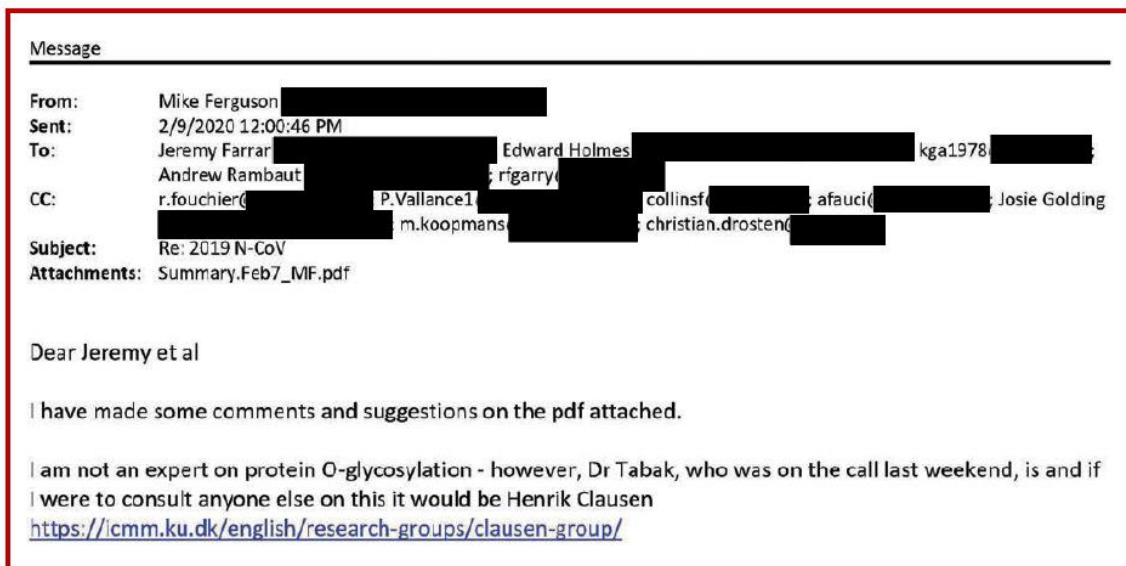 Message
From: Mike Ferguson
Sent: 2/9/2020 12:00:46 PM
To: Jeremy Farrar Edward Holmes kga1978( ;
Andrew Rambaut ; rfgarry(
CC: r.fouchier( ; P.Vallance1( collinsf( ; afauci( ; Josie Golding
; m.koopmans( ; christian.drosten(
Subject: Re: 2019 N-CoV
Attachments: Summary.Feb7_MF.pdf
Dear Jeremy et al
I have made some comments and suggestions on the pdf attached.
I am not an expert on protein O-glycosylation - however, Dr Tabak, who was on the call last weekend, is and if
I were to consult anyone else on this it would be Henrik Clausen
https://icmm.ku.dk/english/research-groups/clausen-group/